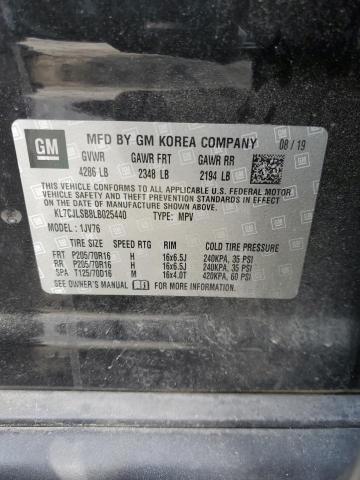 GM
MFD BY GM KOREA COMPANY 08/19
GVWR GAWR FRT GAWR RR
4286 LB 2348 LB 2194 LB
THIS VEHICLE CONFORMS TO ALL APPLICABLE U.S. FEDERAL MOTOR
VEHICLE SAFETY AND THEFT PREVENTION STANDARDS IN EFFECT ON
THE DATE OF MANUFACTURE SHOWN ABOVE.
KL7CJLSB8LB025440 TYPE: MPV
MODEL: 1JV76
TIRE SIZE SPEED RIM COLD TIRE PRESSURE
FRT P205/70R16 H 16x6.5J 240KPA, 35 PSI
RR P205/70R16 H 16x6.5J 240KPA, 35 PSI
SPA T125/70D16 M 16x4.0T 420KPA, 60 PSI
SEE OWNER'S MANUAL FOR MORE INFORMATION